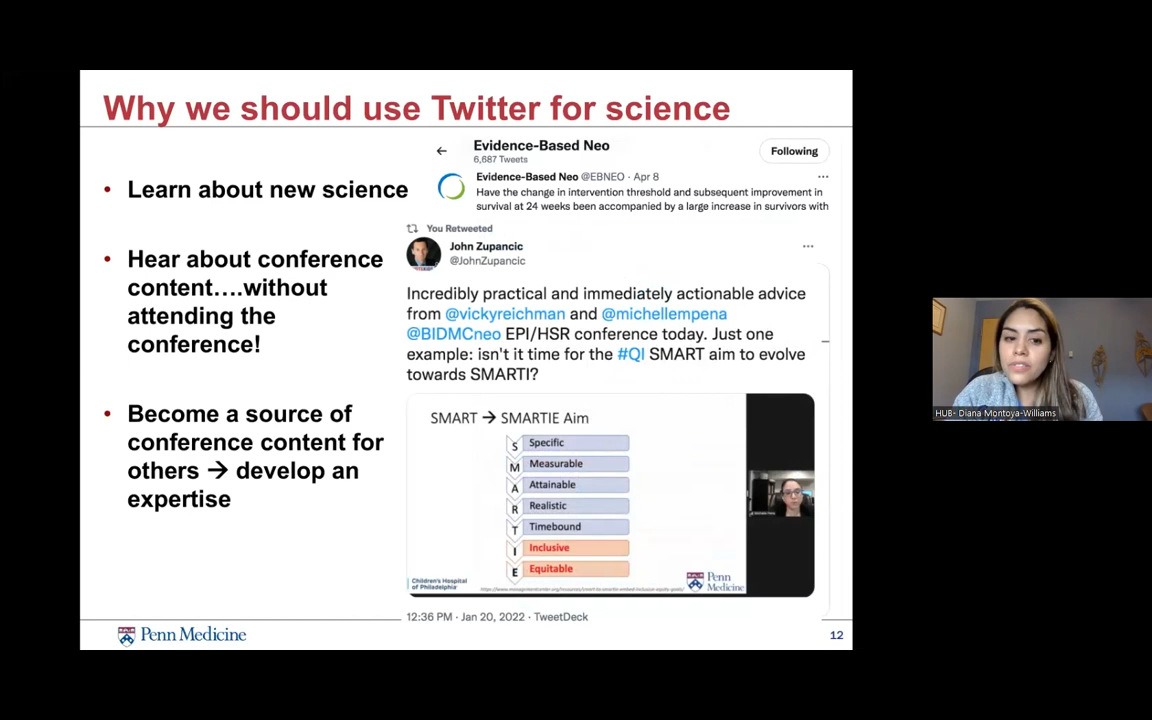 Why we should use Twitter for science
• Learn about new science
• Hear about conference
content....without
attending the
conference!
• Become a source of
conference content for
others → develop an
expertise
← Evidence-Based Neo
6,687 Tweets
Following
Evidence-Based Neo @EBNEO · Apr 8
Have the change in intervention threshold and subsequent improvement in
survival at 24 weeks been accompanied by a large increase in survivors with
You Retweeted
John Zupancic
@JohnZupancic
Incredibly practical and immediately actionable advice
from @vickyreichman and @michellempena
@BIDMCneo EPI/HSR conference today. Just one
example: isn't it time for the #QI SMART aim to evolve
towards SMARTI?
SMART → SMARTIE Aim
S Specific
M Measurable
A Attainable
R Realistic
T Timebound
I Inclusive
E Equitable
Children's Hospital
of Philadelphia
Penn
Medicine
12:36 PM · Jan 20, 2022 · TweetDeck
Penn Medicine
12
HUB- Diana Montoya-Williams